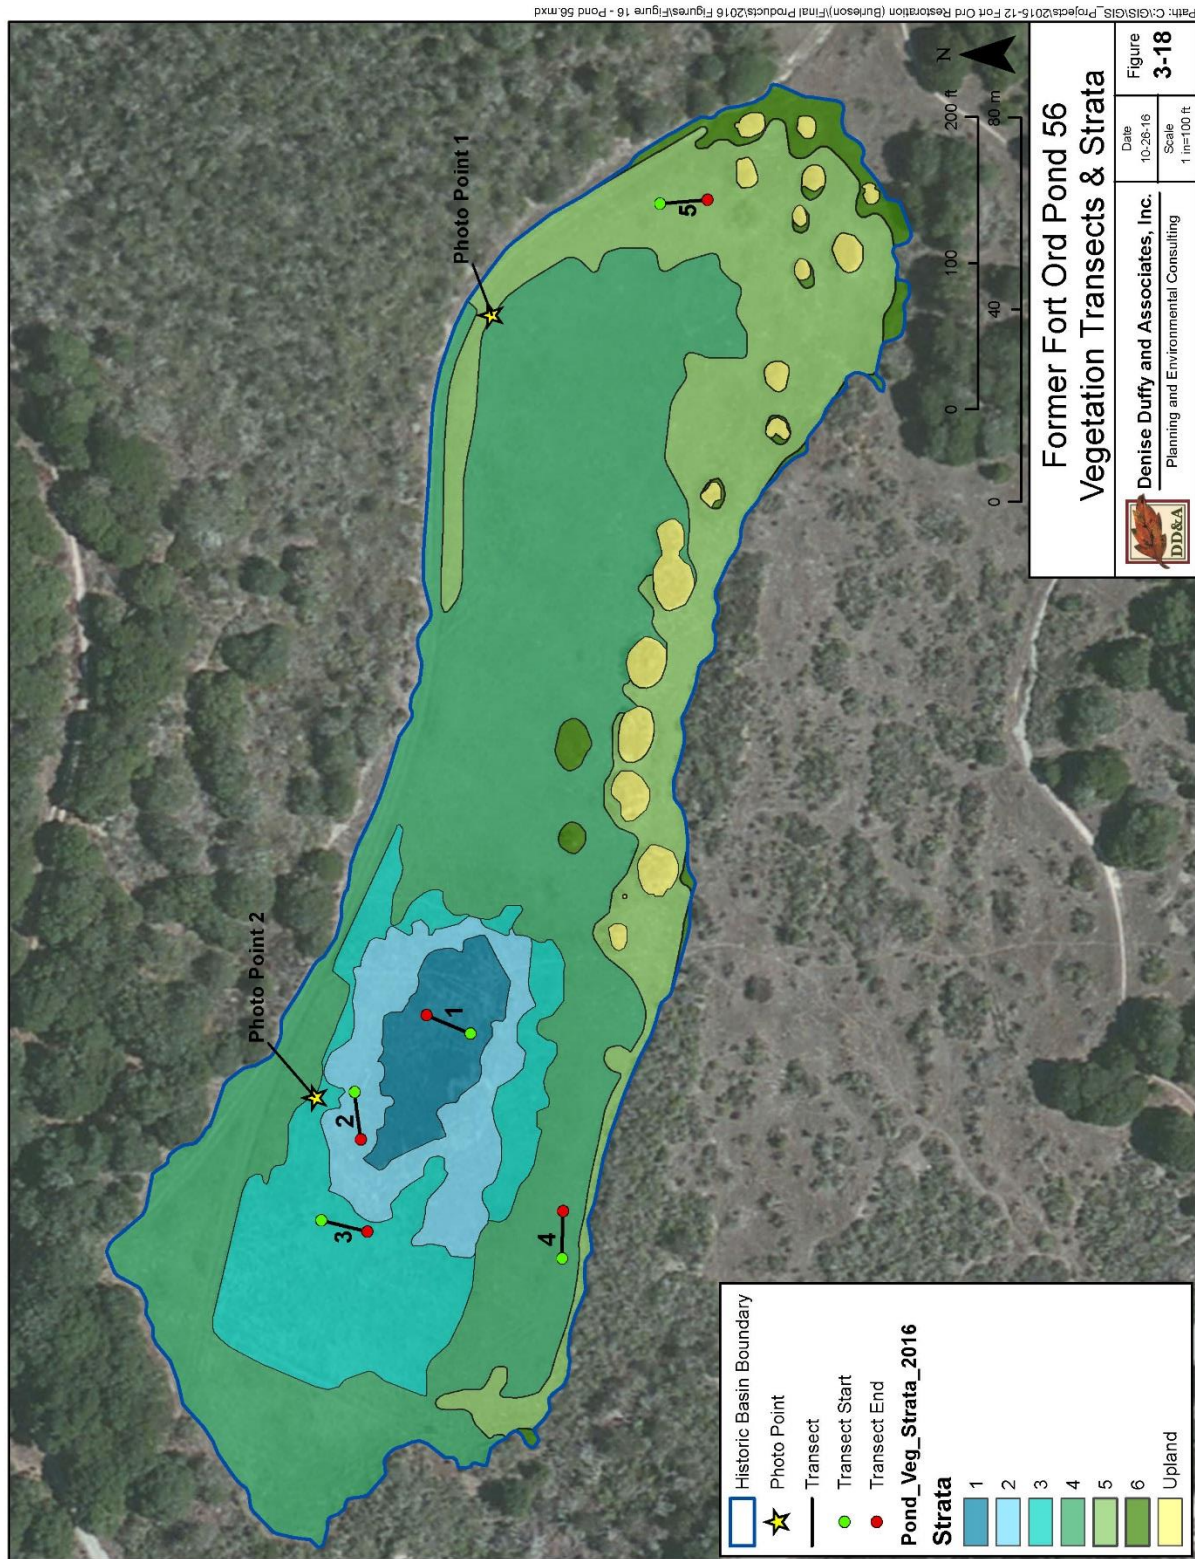 Path: C:\GIS\GIS_Projects\2015-12 Fort Ord Restoration (Burleson)\Final Products\2016 Figures\Figure 16 - Pond 56.mxd
Photo Point 1
Photo Point 2
1
2
3
4
5
Historic Basin Boundary
Photo Point
Transect
Transect Start
Transect End
Pond_Veg_Strata_2016
Strata
1
2
3
4
5
6
Upland
N
0 100 200 ft
0 40 80 m
Former Fort Ord Pond 56
Vegetation Transects & Strata
DD&A
Denise Duffy and Associates, Inc.
Planning and Environmental Consulting
Date
10-26-16
Scale
1 in=100 ft
Figure
3-18